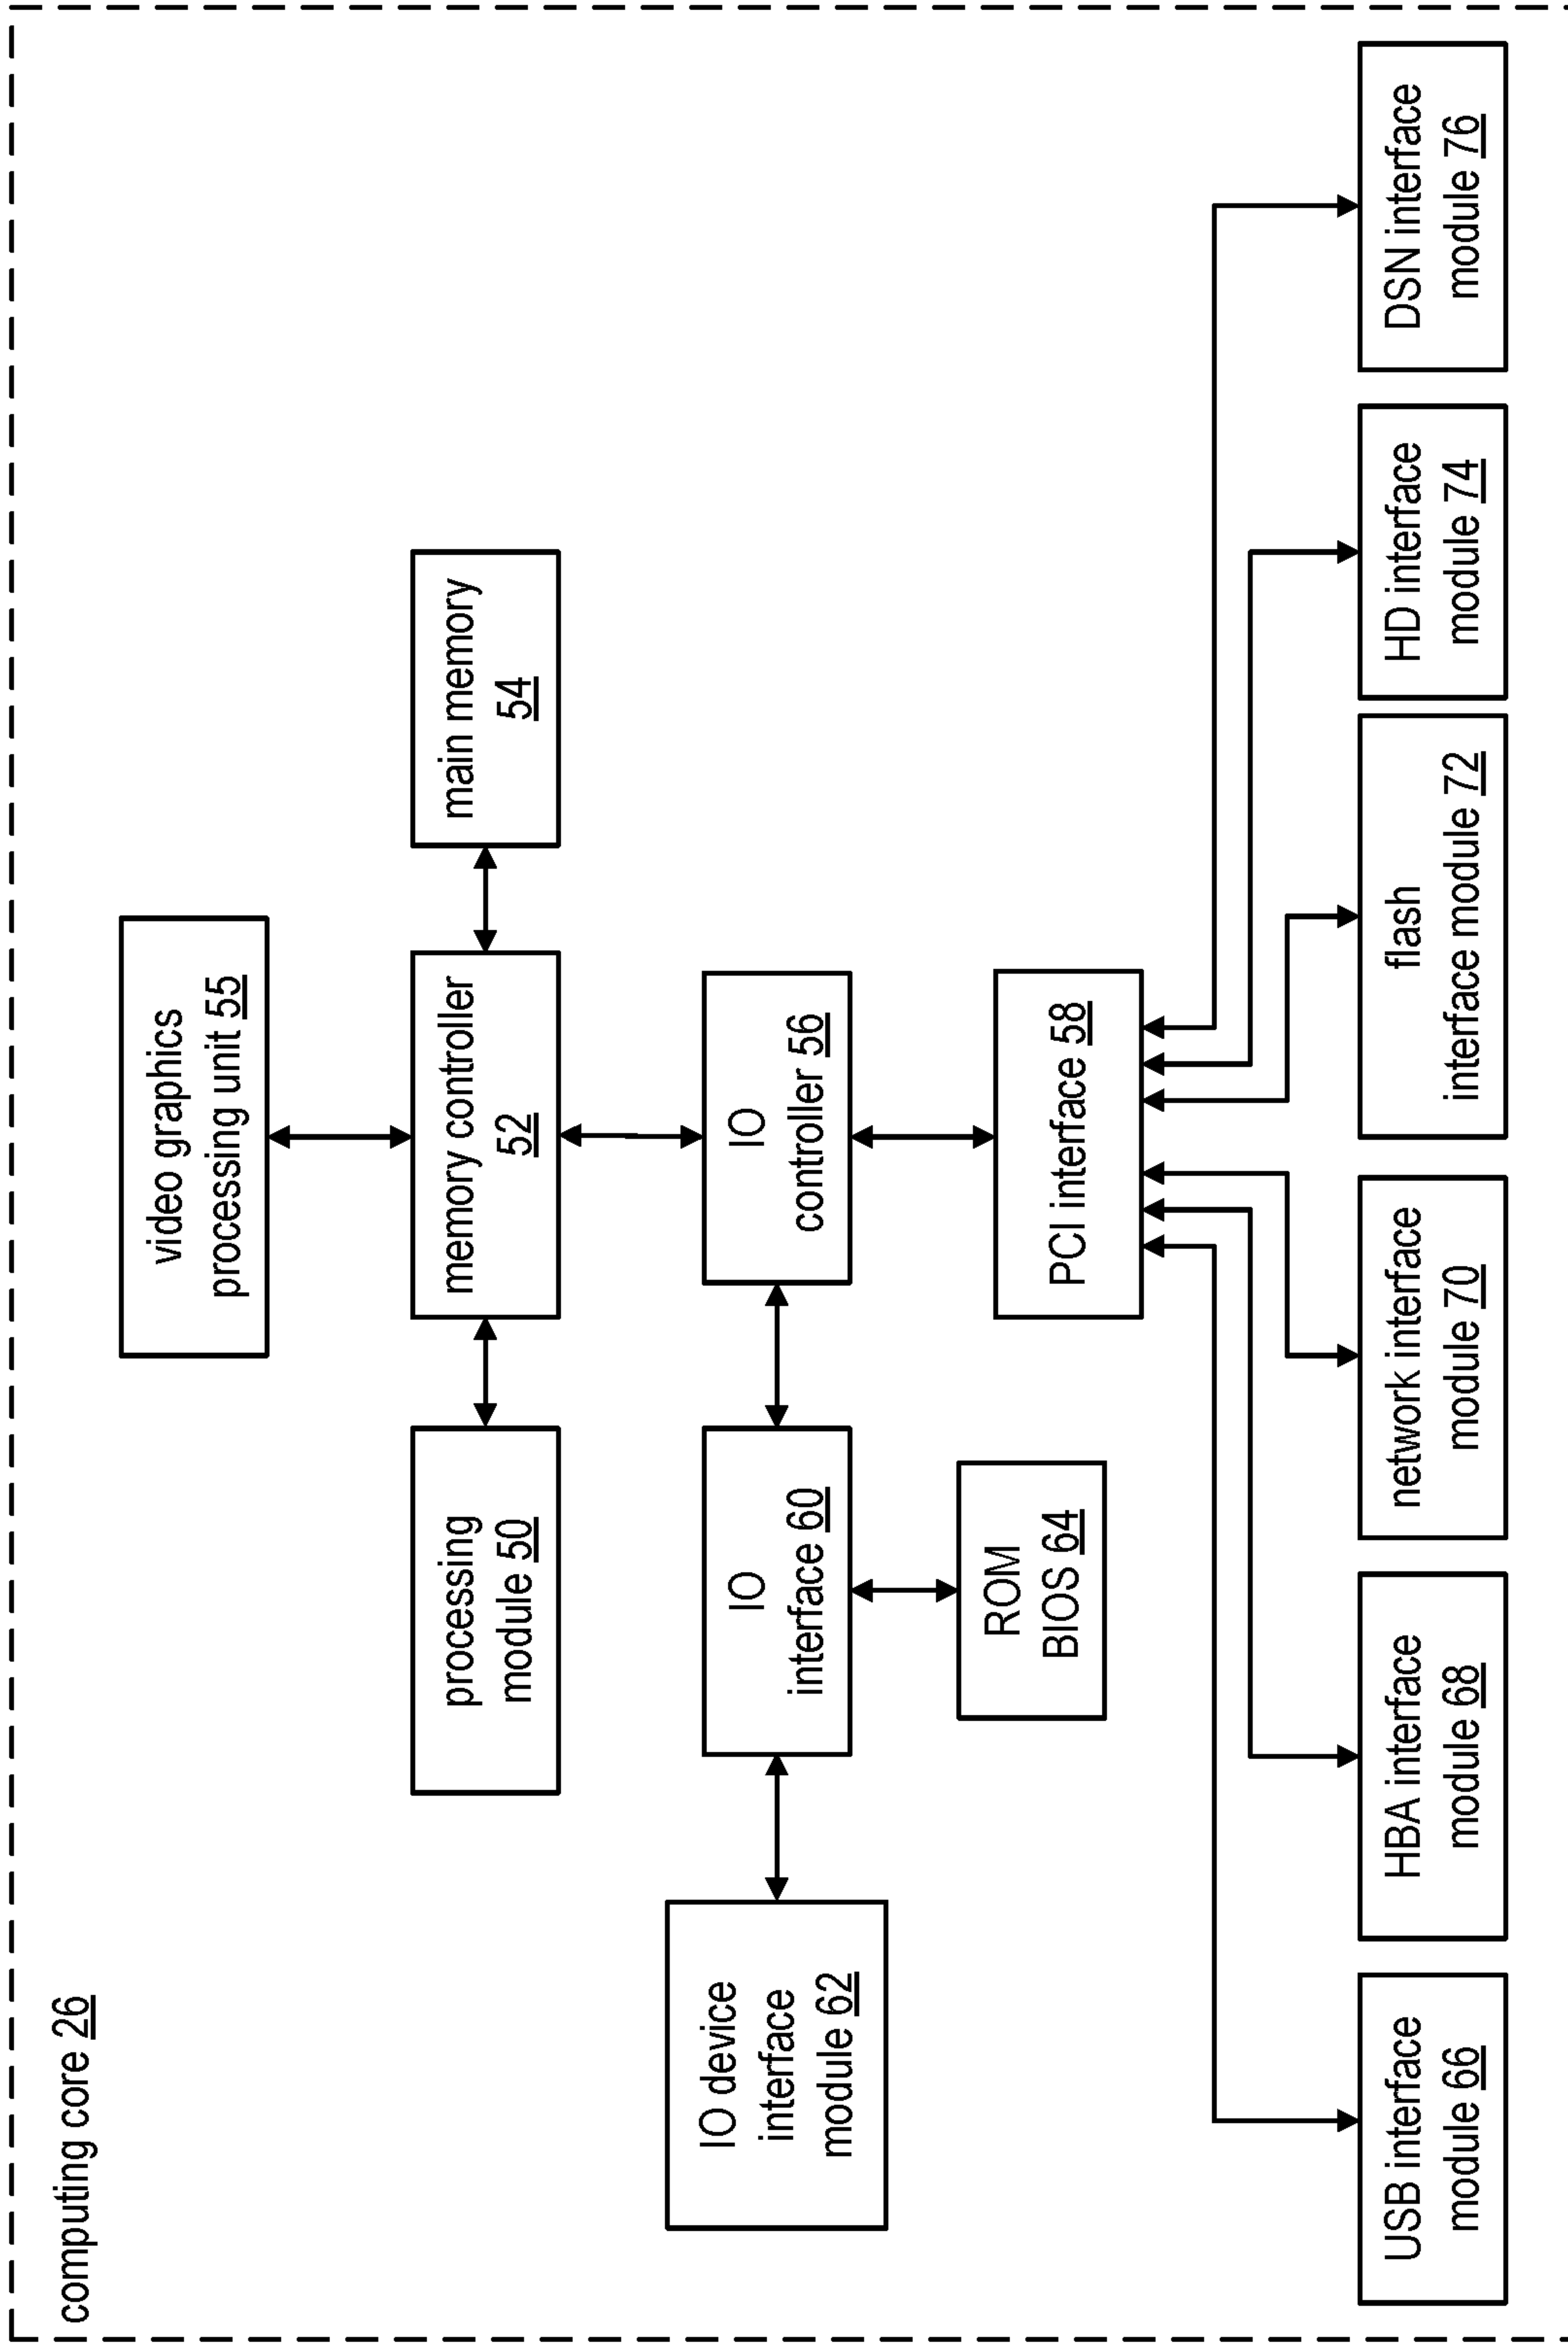 computing core 26
video graphics
processing unit 55
processing
module 50
memory controller
52
main memory
54
IO device
interface
module 62
IO
interface 60
IO
controller 56
ROM
BIOS 64
PCI interface 58
USB interface
module 66
HBA interface
module 68
network interface
module 70
flash
interface module 72
HD interface
module 74
DSN interface
module 76